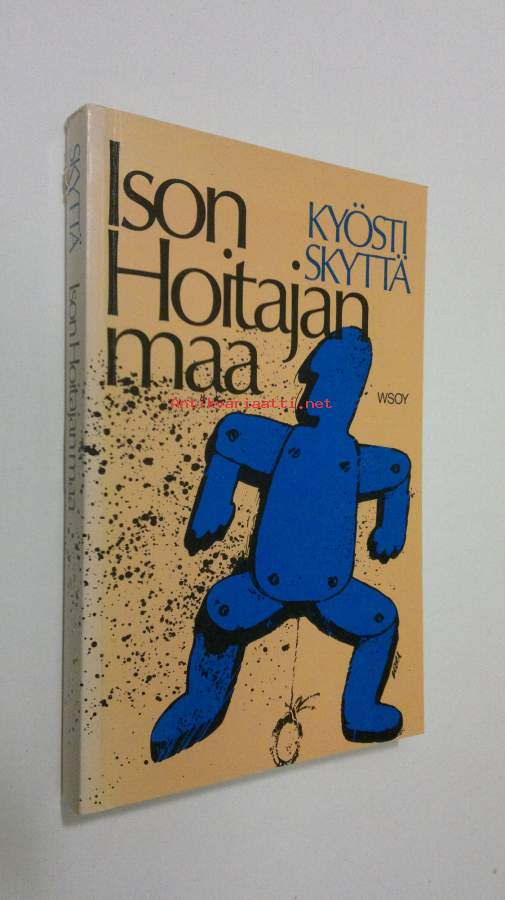 Ison
Hoitajan
maa
KYÖSTI
SKYTTÄ
WSOY
Antikvariaatti.net
SKYTTÄ Ison Hoitajan maa